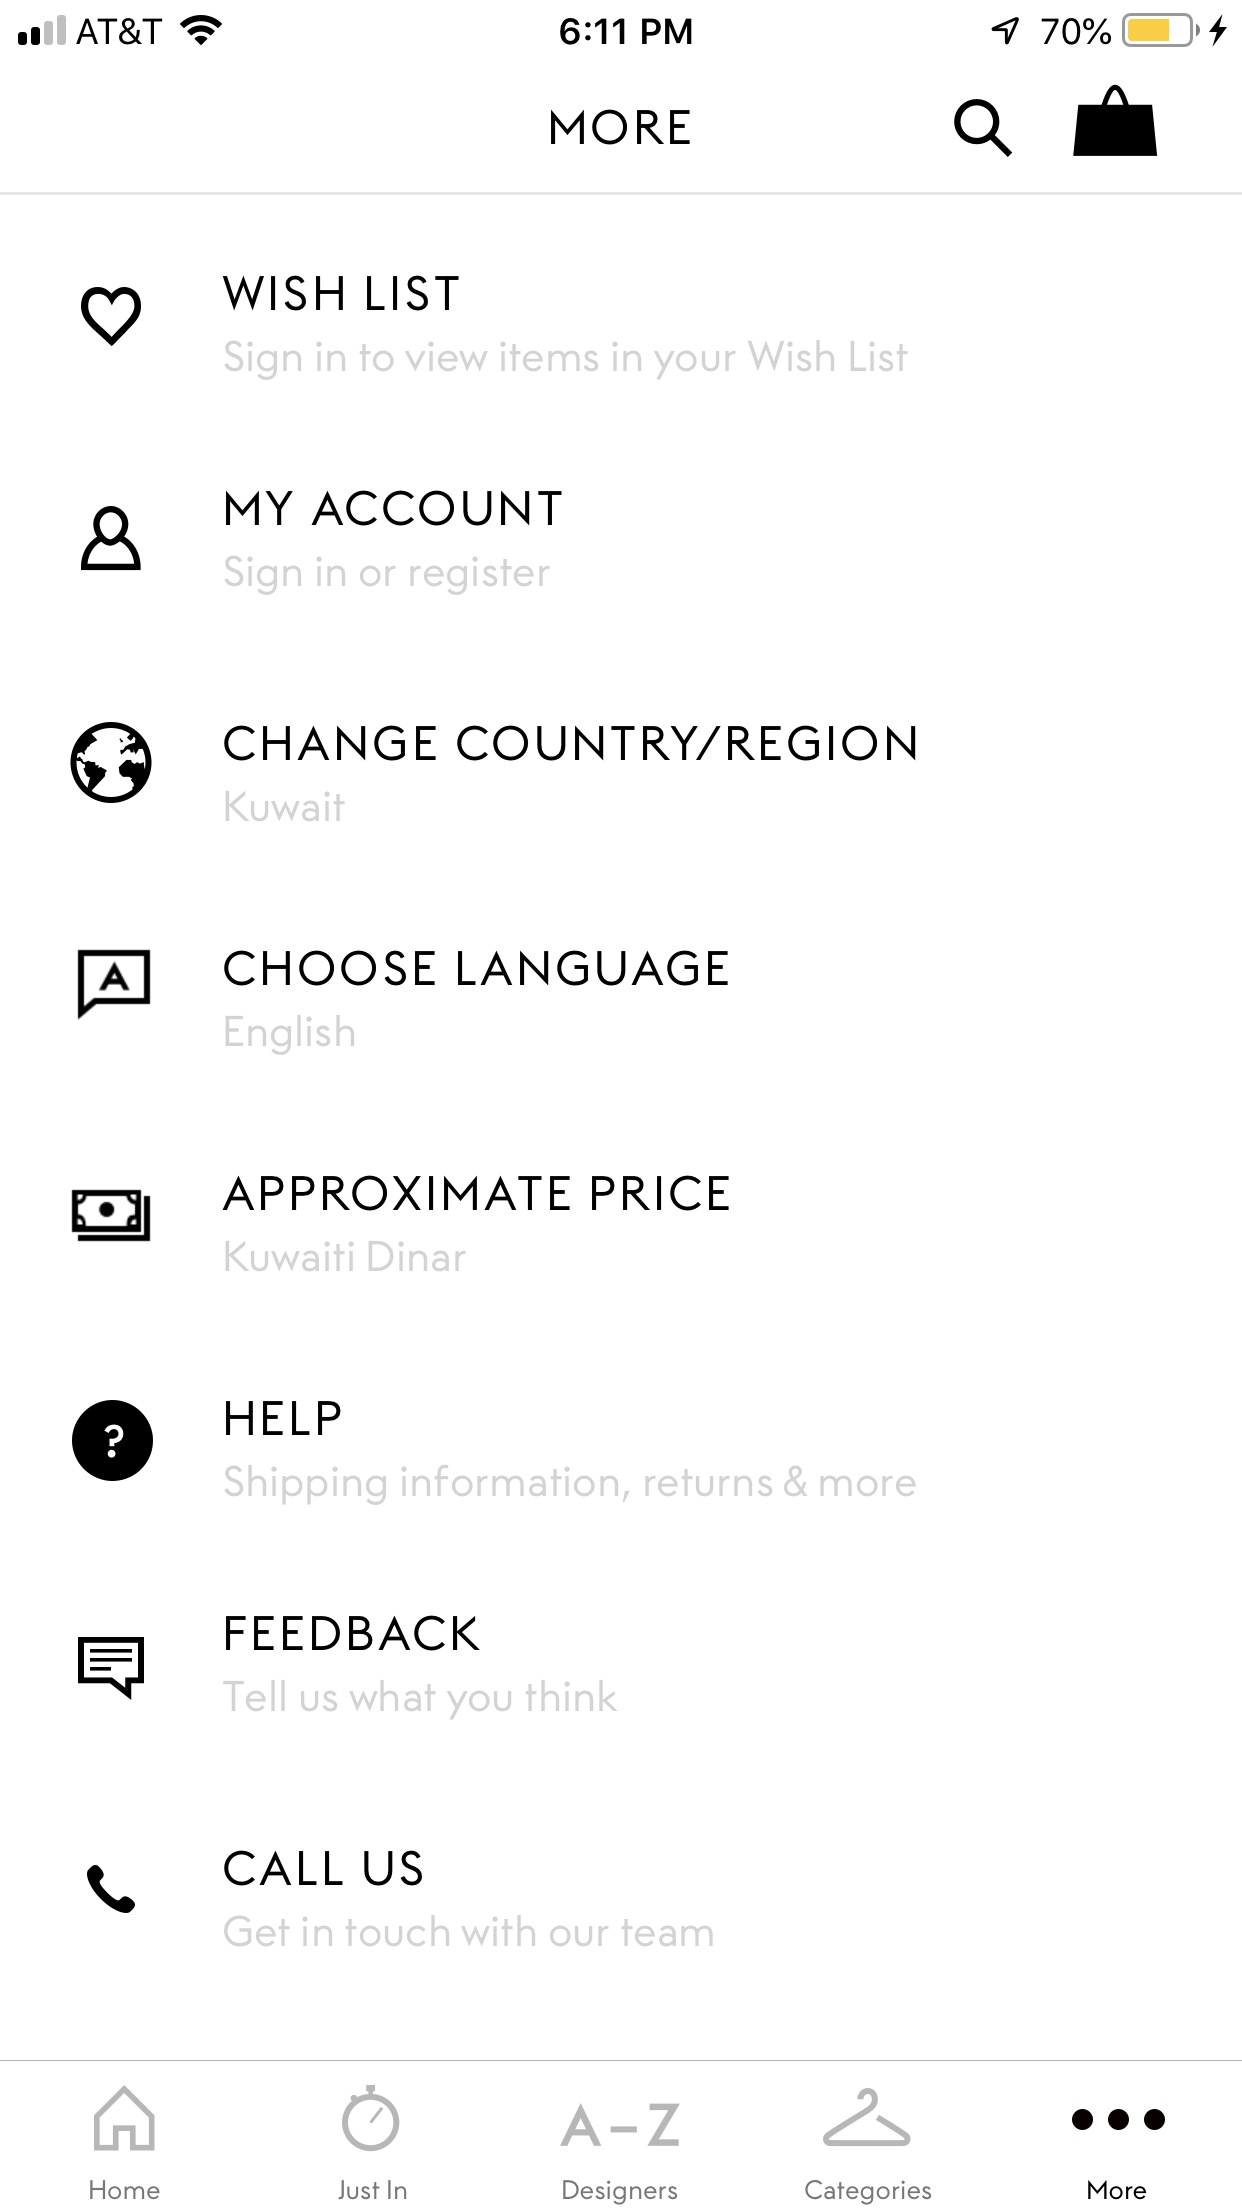 AT&T 6:11 PM 70%
MORE
WISH LIST
Sign in to view items in your Wish List
MY ACCOUNT
Sign in or register
CHANGE COUNTRY/REGION
Kuwait
A
CHOOSE LANGUAGE
English
APPROXIMATE PRICE
Kuwaiti Dinar
?
HELP
Shipping information, returns & more
FEEDBACK
Tell us what you think
CALL US
Get in touch with our team
A–Z
Home Just In Designers Categories More